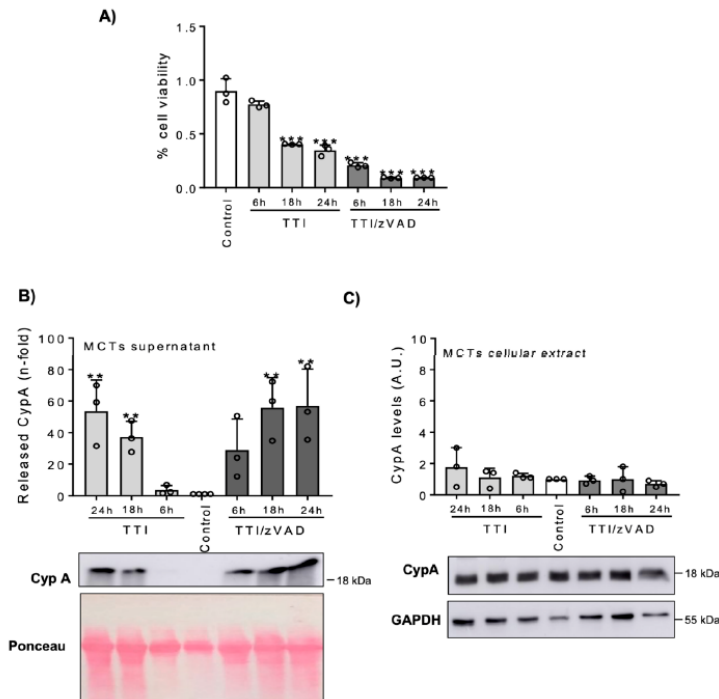 A)
% cell viability
1.5
1.0
0.5
0.0
*** *** *** *** ***
Control
6h 18h 24h 6h 18h 24h
TTI TTI/zVAD
B)
Released CypA (n-fold)
MCTs supernatant
100
80
60
40
20
0
** ** ** **
24h 18h 6h Control 6h 18h 24h
TTI TTI/zVAD
Cyp A
18 kDa
Ponceau
C)
CypA levels (A.U.)
MCTs cellular extract
10
8
6
4
2
0
24h 18h 6h Control 6h 18h 24h
TTI TTI/zVAD
CypA
18 kDa
GAPDH
55 kDa